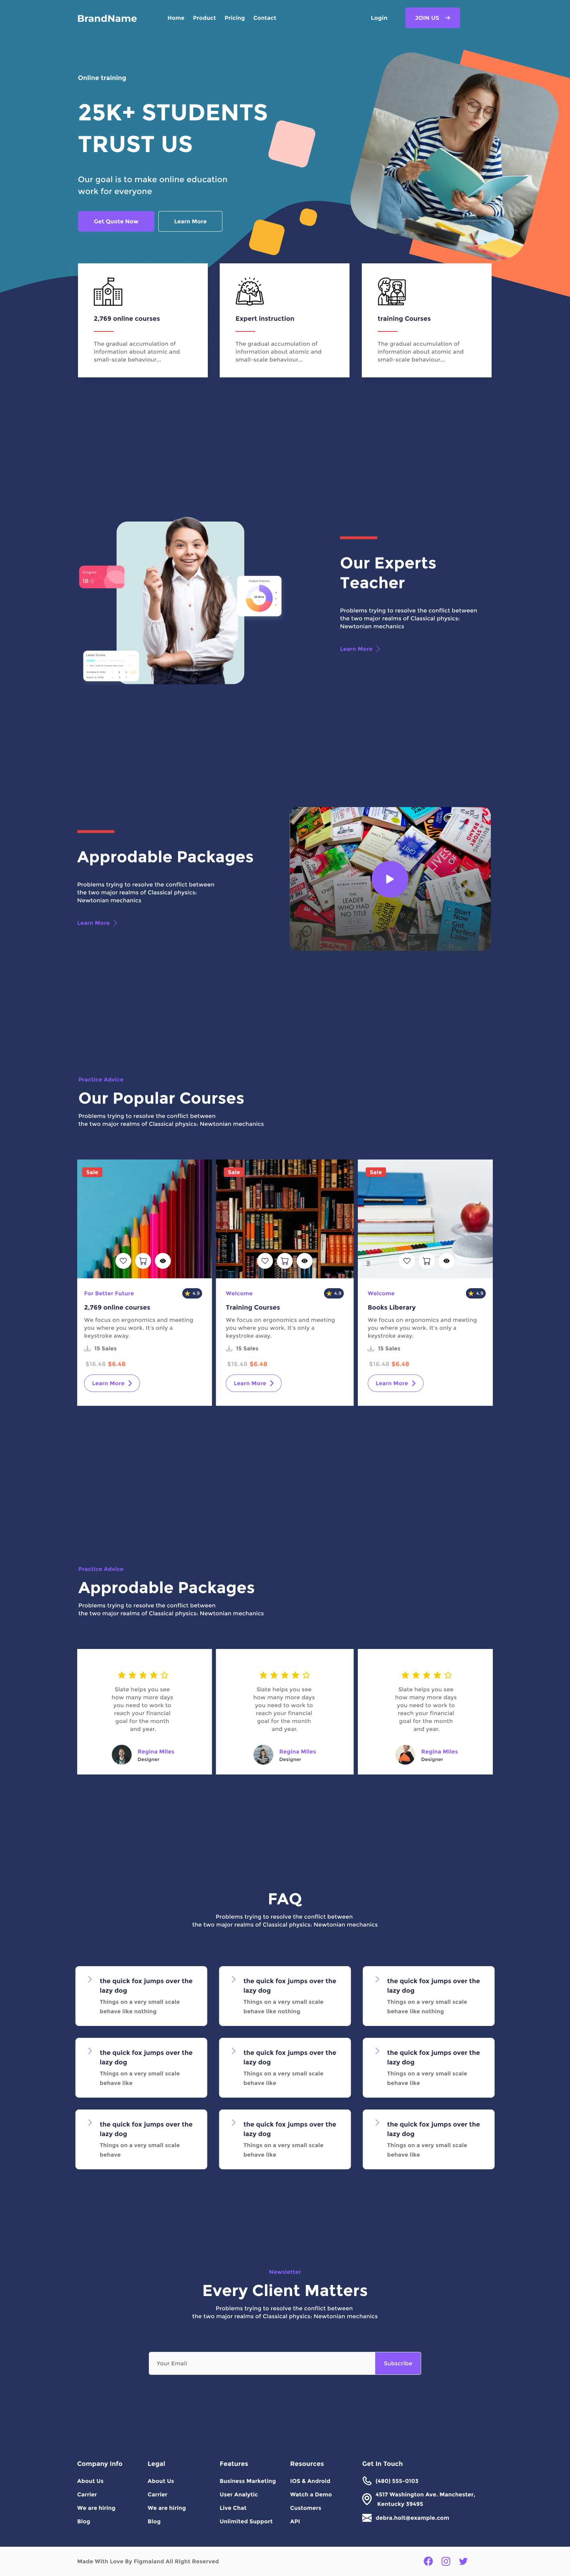 BrandName
Home Product Pricing Contact
Login
JOIN US
Online training
25K+ STUDENTS
TRUST US
Our goal is to make online education
work for everyone
Get Quote Now
Learn More
2,769 online courses
The gradual accumulation of
information about atomic and
small-scale behaviour...
Expert instruction
The gradual accumulation of
information about atomic and
small-scale behaviour...
training Courses
The gradual accumulation of
information about atomic and
small-scale behaviour...
18
Our Experts
Teacher
Problems trying to resolve the conflict between
the two major realms of Classical physics:
Newtonian mechanics
Learn More
Approdable Packages
Problems trying to resolve the conflict between
the two major realms of Classical physics:
Newtonian mechanics
Learn More
THE
LEADER
WHO HAD
NO TITLE
Start
Now
Get
Perfect
Later
Practice Advice
Our Popular Courses
Problems trying to resolve the conflict between
the two major realms of Classical physics: Newtonian mechanics
Sale
For Better Future
4.9
2,769 online courses
We focus on ergonomics and meeting
you where you work. It's only a
keystroke away.
15 Sales
$16.48 $6.48
Learn More
Sale
Welcome
4.9
Training Courses
We focus on ergonomics and meeting
you where you work. It's only a
keystroke away.
15 Sales
$16.48 $6.48
Learn More
Sale
Welcome
4.9
Books Liberary
We focus on ergonomics and meeting
you where you work. It's only a
keystroke away.
15 Sales
$16.48 $6.48
Learn More
Practice Advice
Approdable Packages
Problems trying to resolve the conflict between
the two major realms of Classical physics: Newtonian mechanics
Slate helps you see
how many more days
you need to work to
reach your financial
goal for the month
and year.
Regina Miles
Designer
Slate helps you see
how many more days
you need to work to
reach your financial
goal for the month
and year.
Regina Miles
Designer
Slate helps you see
how many more days
you need to work to
reach your financial
goal for the month
and year.
Regina Miles
Designer
FAQ
Problems trying to resolve the conflict between
the two major realms of Classical physics: Newtonian mechanics
the quick fox jumps over the
lazy dog
Things on a very small scale
behave like nothing
the quick fox jumps over the
lazy dog
Things on a very small scale
behave like nothing
the quick fox jumps over the
lazy dog
Things on a very small scale
behave like nothing
the quick fox jumps over the
lazy dog
Things on a very small scale
behave like
the quick fox jumps over the
lazy dog
Things on a very small scale
behave like
the quick fox jumps over the
lazy dog
Things on a very small scale
behave like
the quick fox jumps over the
lazy dog
Things on a very small scale
behave
the quick fox jumps over the
lazy dog
Things on a very small scale
behave like
the quick fox jumps over the
lazy dog
Things on a very small scale
behave like
Newsletter
Every Client Matters
Problems trying to resolve the conflict between
the two major realms of Classical physics: Newtonian mechanics
Your Email
Subscribe
Company Info
About Us
Carrier
We are hiring
Blog
Legal
About Us
Carrier
We are hiring
Blog
Features
Business Marketing
User Analytic
Live Chat
Unlimited Support
Resources
IOS & Android
Watch a Demo
Customers
API
Get In Touch
(480) 555-0103
4517 Washington Ave. Manchester,
Kentucky 39495
debra.holt@example.com
Made With Love By Figmaland All Right Reserved